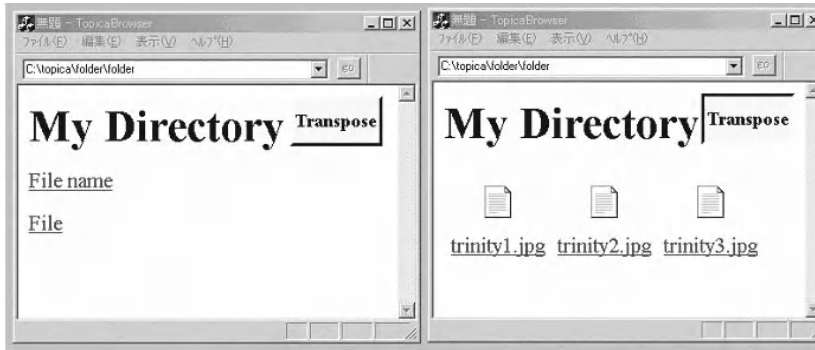 無題 - TopicaBrowser
ファイル(F) 編集(E) 表示(V) ヘルプ(H)
C:\topica\folder\folder
GO
My Directory Transpose
File name
File
無題 - TopicaBrowser
ファイル(F) 編集(E) 表示(V) ヘルプ(H)
C:\topica\folder\folder
GO
My Directory Transpose
trinity1.jpg trinity2.jpg trinity3.jpg